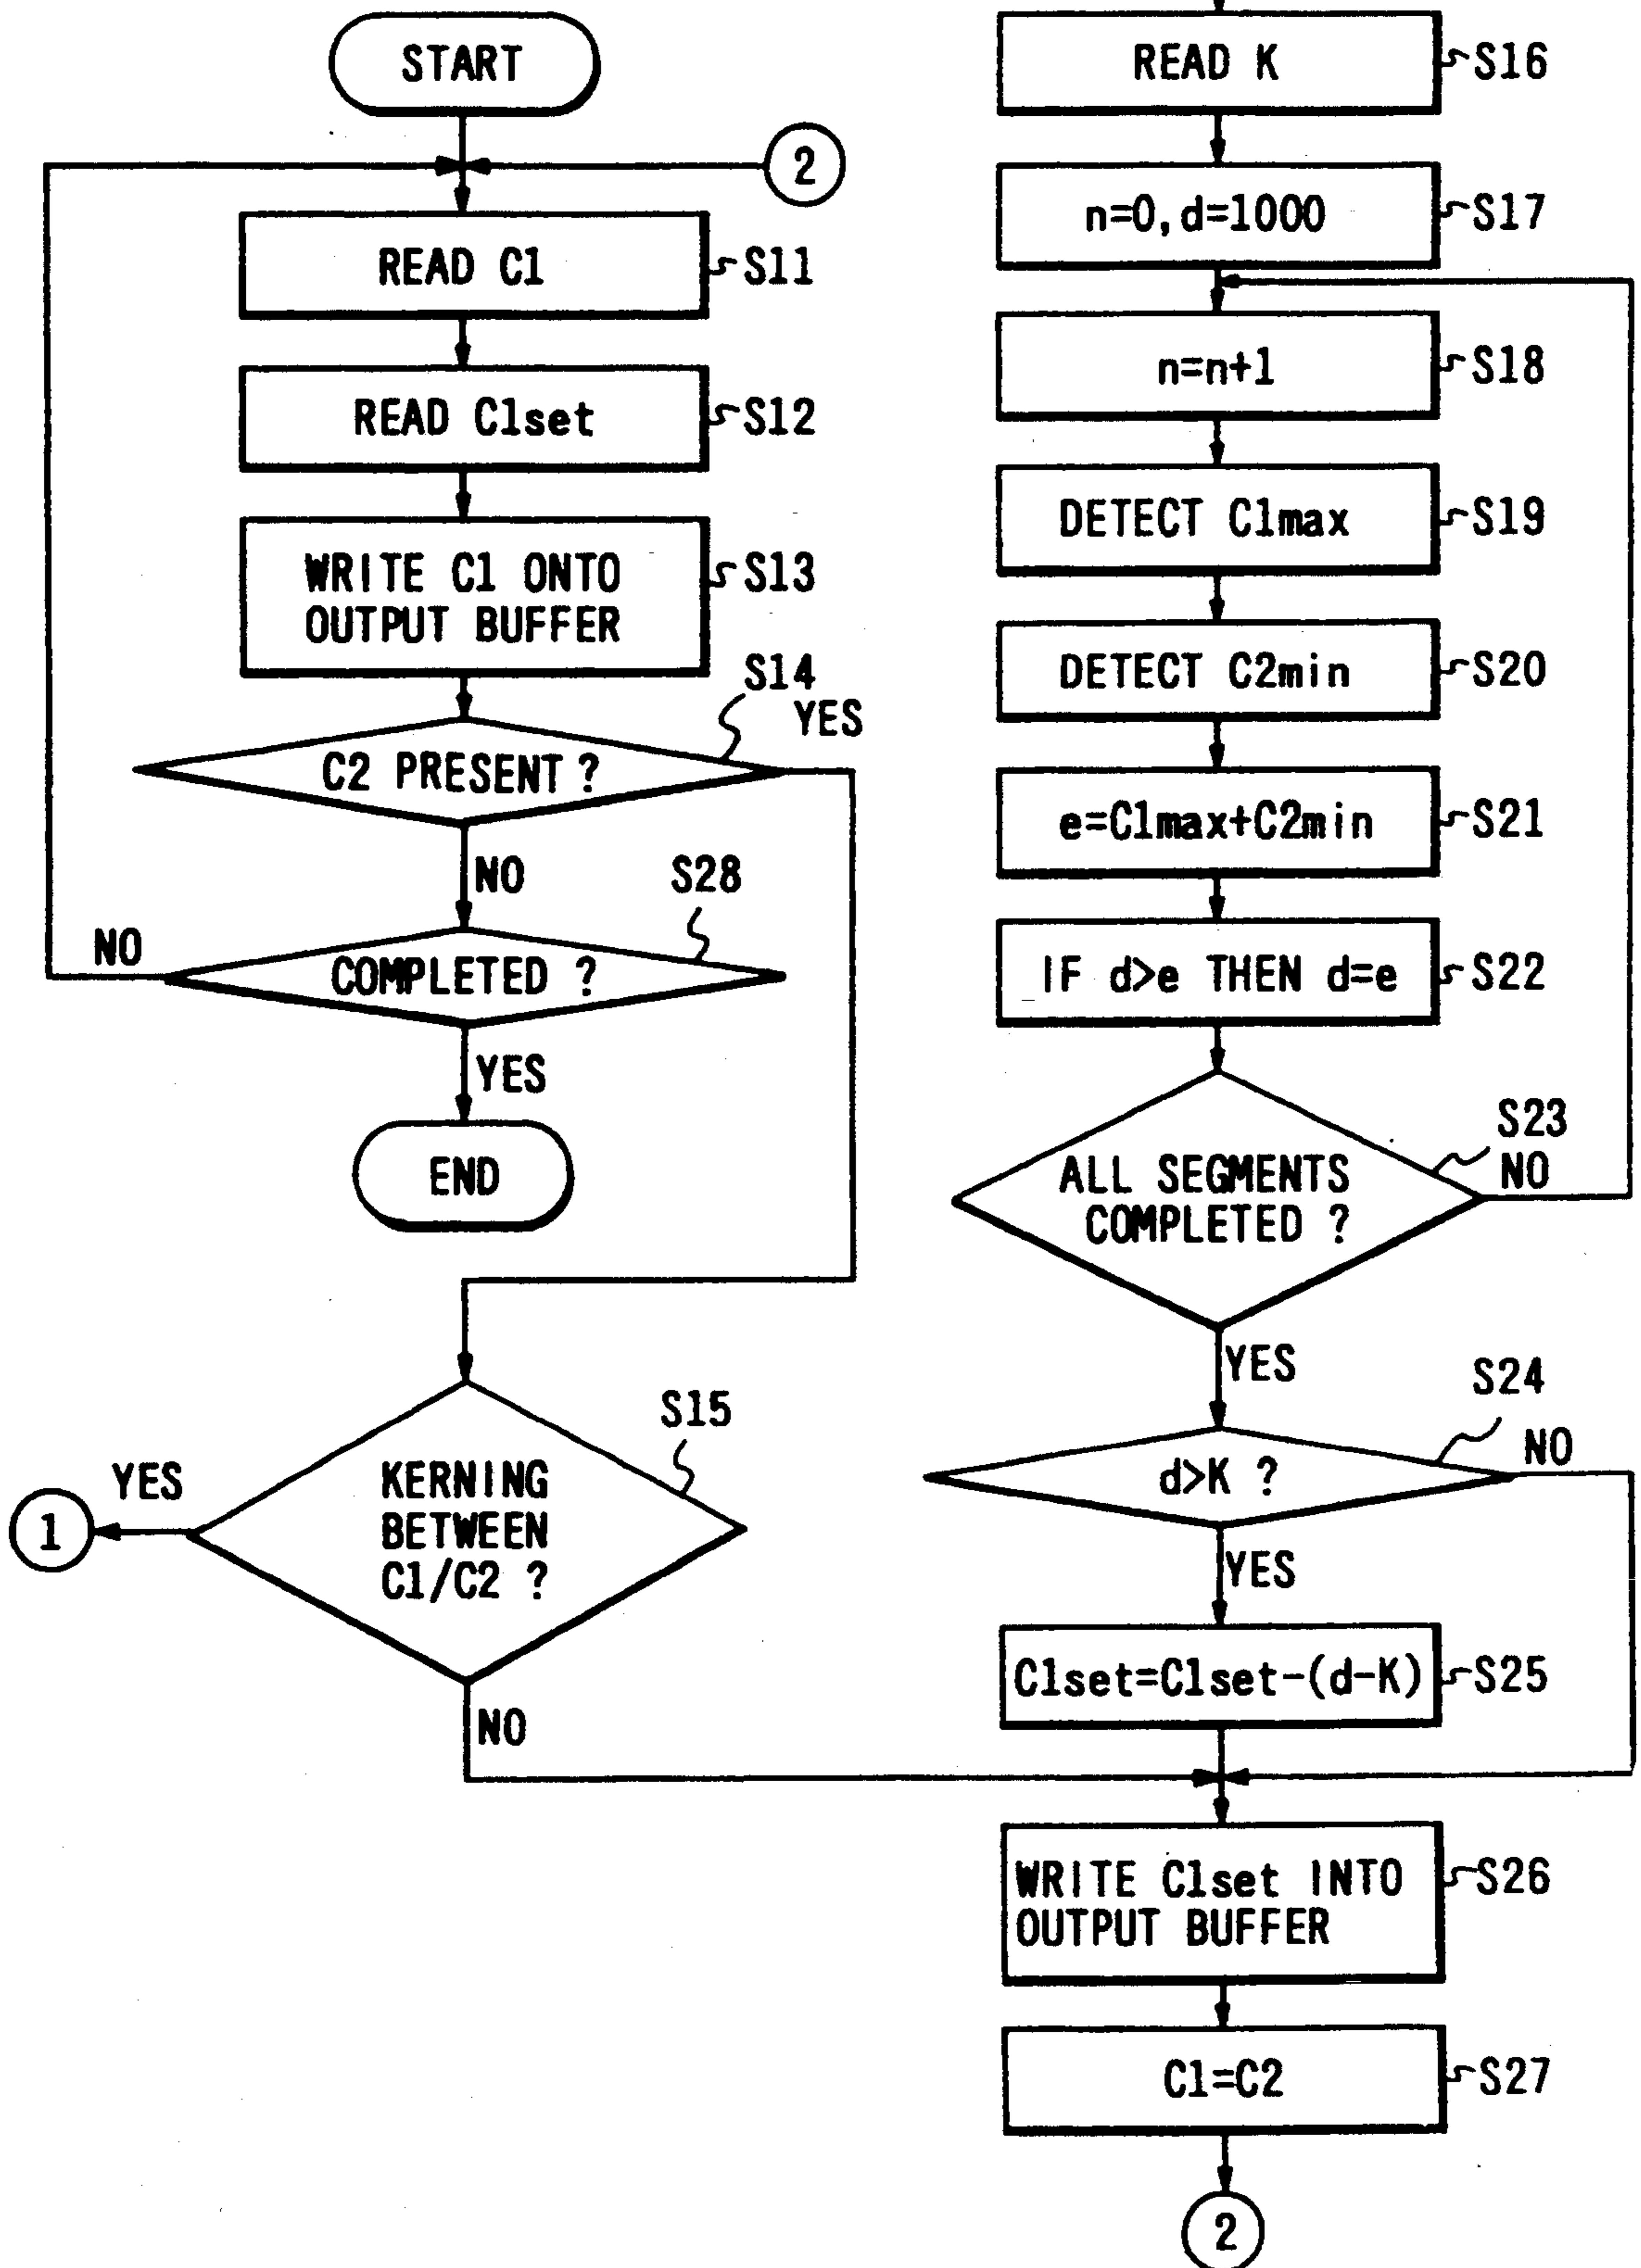 START
2
READ C1
S11
READ C1set
S12
WRITE C1 ONTO
OUTPUT BUFFER
S13
S14
YES
C2 PRESENT ?
NO
S28
NO
COMPLETED ?
YES
END
S15
YES
KERNING
BETWEEN
C1/C2 ?
1
NO
READ K
S16
n=0,d=1000
S17
n=n+1
S18
DETECT C1max
S19
DETECT C2min
S20
e=C1max+C2min
S21
IF d>e THEN d=e
S22
S23
NO
ALL SEGMENTS
COMPLETED ?
YES
S24
NO
d>K ?
YES
C1set=C1set-(d-K)
S25
WRITE C1set INTO
OUTPUT BUFFER
S26
C1=C2
S27
2